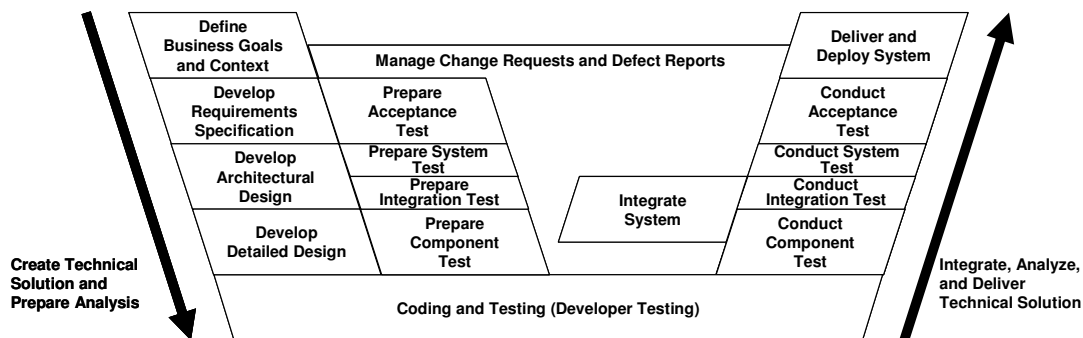 Define
Business Goals
and Context
Deliver and
Deploy System
Manage Change Requests and Defect Reports
Develop
Requirements
Specification
Prepare
Acceptance
Test
Conduct
Acceptance
Test
Develop
Architectural
Design
Prepare System
Test
Prepare
Integration Test
Integrate
System
Conduct System
Test
Conduct
Integration Test
Develop
Detailed Design
Prepare
Component
Test
Conduct
Component
Test
Create Technical
Solution and
Prepare Analysis
Integrate, Analyze,
and Deliver
Technical Solution
Coding and Testing (Developer Testing)